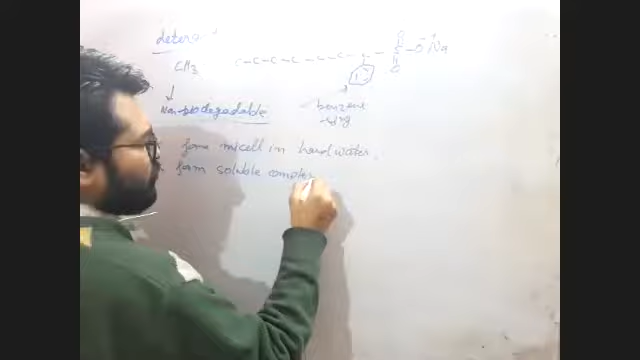 deter
CH3 C - C - C - C - C - C - C - S - O⁻ Na⁺
O
O
Non-biodegradable
benzene
ring
form micell in hard water.
form soluble complex